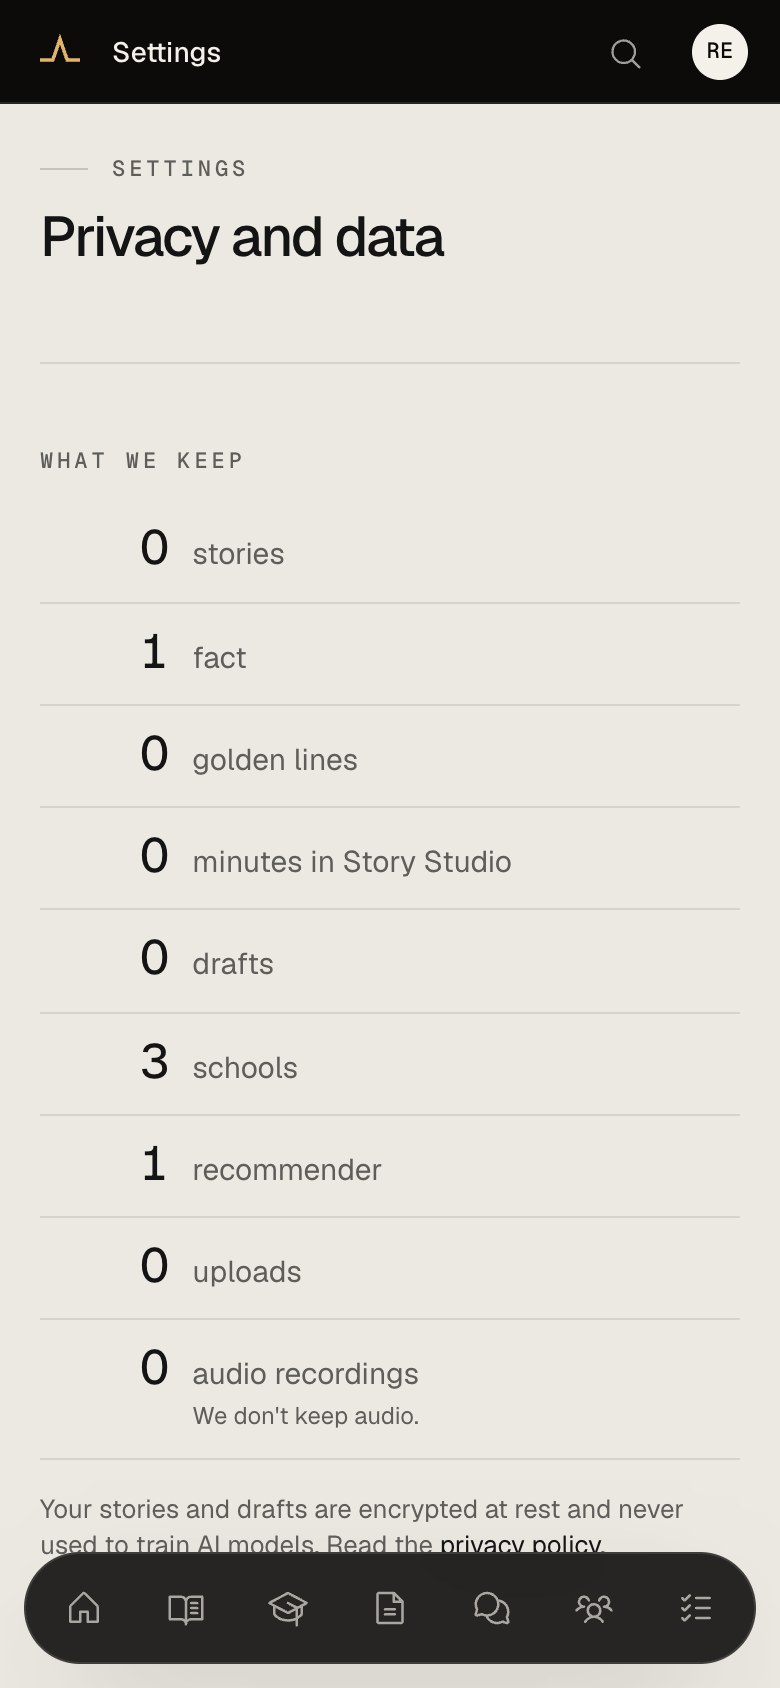 Settings
RE
SETTINGS
Privacy and data
WHAT WE KEEP
0 stories
1 fact
0 golden lines
0 minutes in Story Studio
0 drafts
3 schools
1 recommender
0 uploads
0 audio recordings
We don't keep audio.
Your stories and drafts are encrypted at rest and never
used to train AI models. Read the privacy policy.